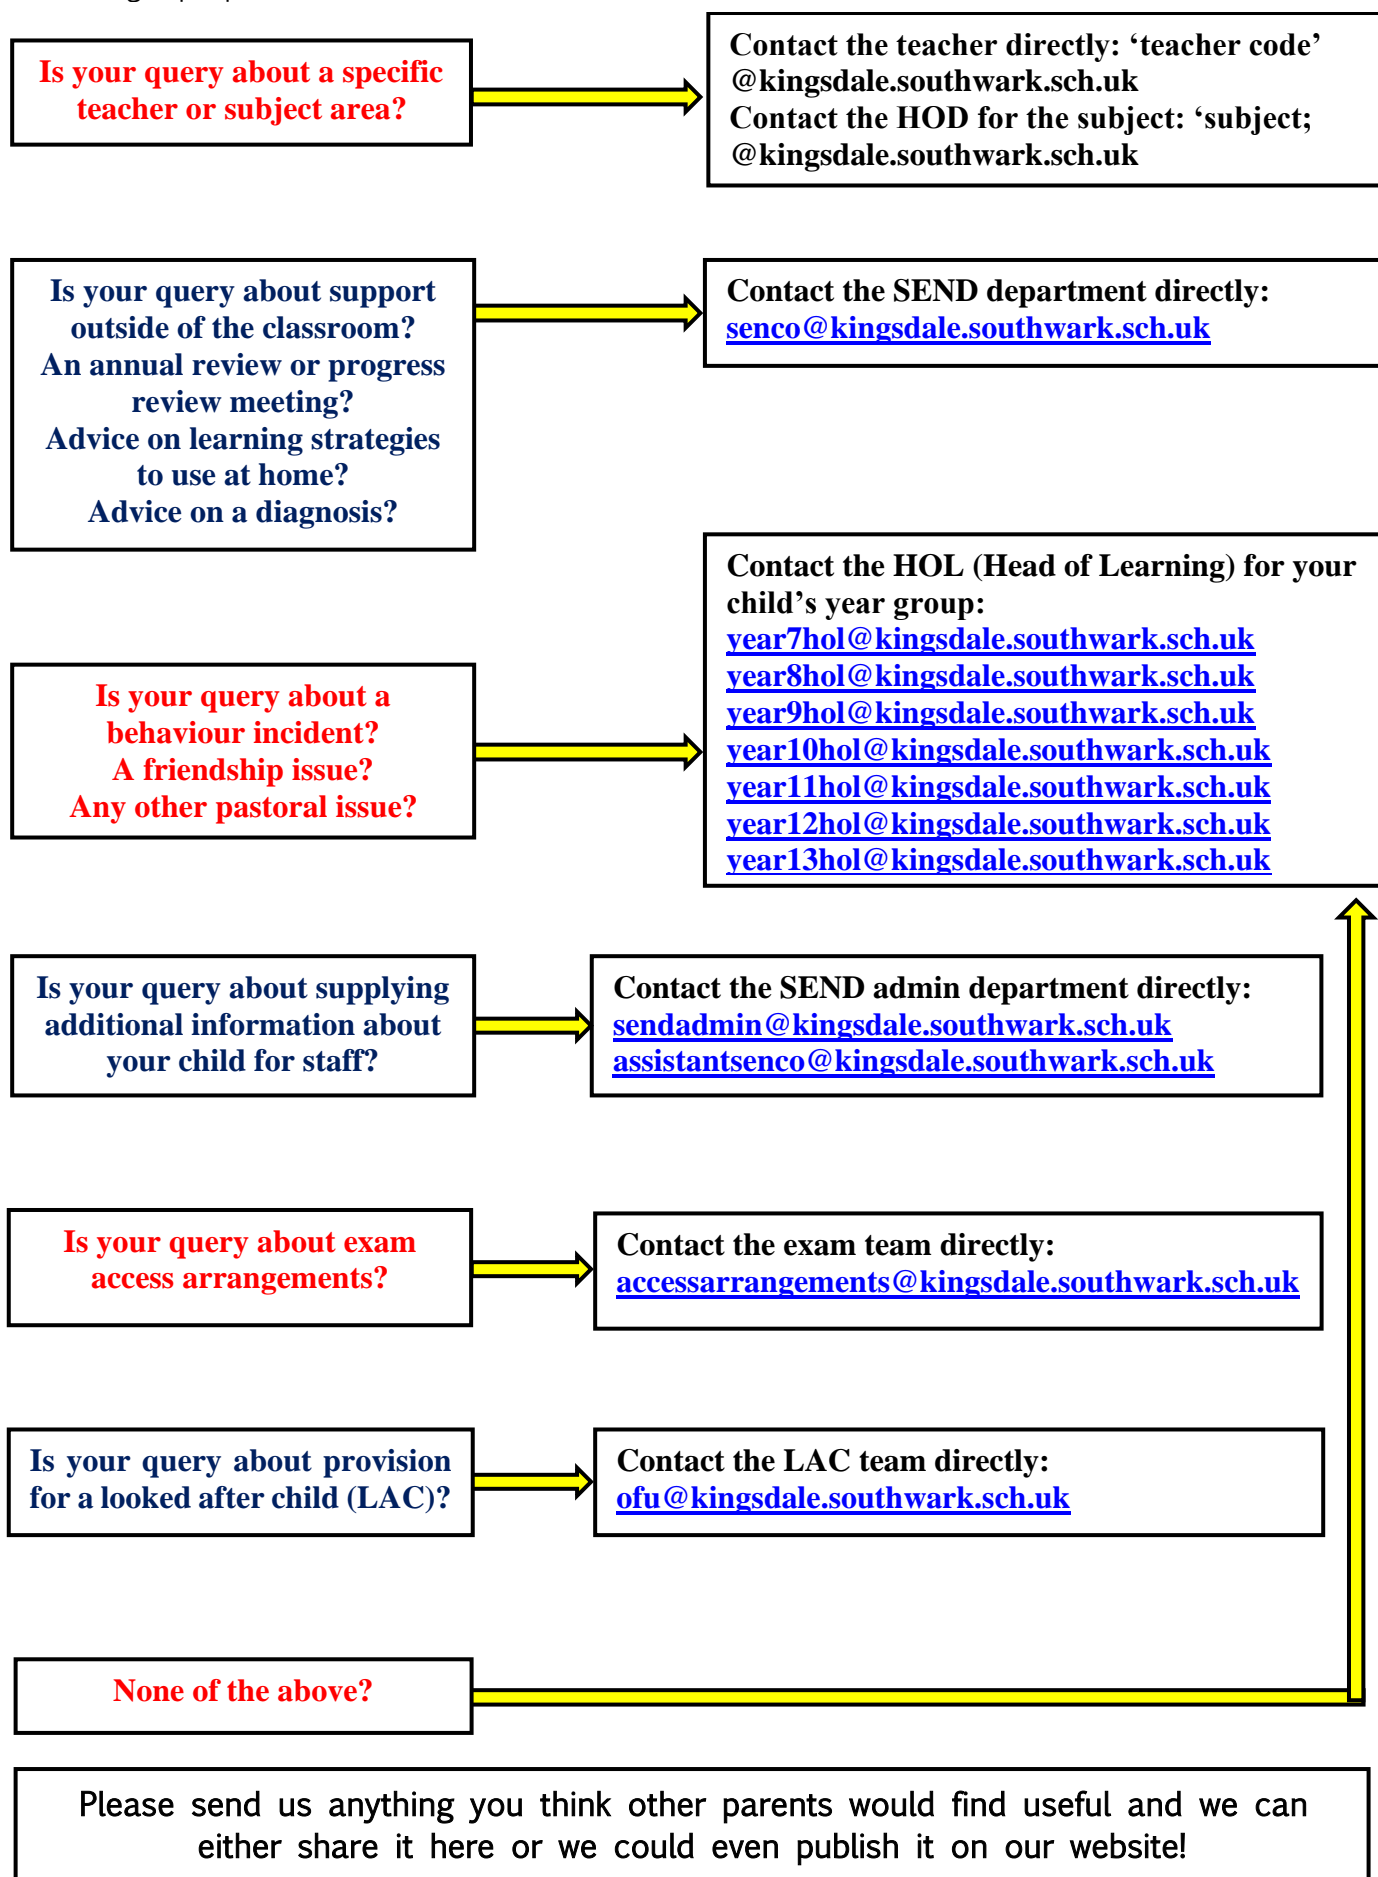 Is your query about a specific
teacher or subject area?
Contact the teacher directly: ‘teacher code’
@kingsdale.southwark.sch.uk
Contact the HOD for the subject: ‘subject;
@kingsdale.southwark.sch.uk
Is your query about support
outside of the classroom?
An annual review or progress
review meeting?
Advice on learning strategies
to use at home?
Advice on a diagnosis?
Contact the SEND department directly:
senco@kingsdale.southwark.sch.uk
Is your query about a
behaviour incident?
A friendship issue?
Any other pastoral issue?
Contact the HOL (Head of Learning) for your
child’s year group:
year7hol@kingsdale.southwark.sch.uk
year8hol@kingsdale.southwark.sch.uk
year9hol@kingsdale.southwark.sch.uk
year10hol@kingsdale.southwark.sch.uk
year11hol@kingsdale.southwark.sch.uk
year12hol@kingsdale.southwark.sch.uk
year13hol@kingsdale.southwark.sch.uk
Is your query about supplying
additional information about
your child for staff?
Contact the SEND admin department directly:
sendadmin@kingsdale.southwark.sch.uk
assistantsenco@kingsdale.southwark.sch.uk
Is your query about exam
access arrangements?
Contact the exam team directly:
accessarrangements@kingsdale.southwark.sch.uk
Is your query about provision
for a looked after child (LAC)?
Contact the LAC team directly:
ofu@kingsdale.southwark.sch.uk
None of the above?
Please send us anything you think other parents would find useful and we can
either share it here or we could even publish it on our website!